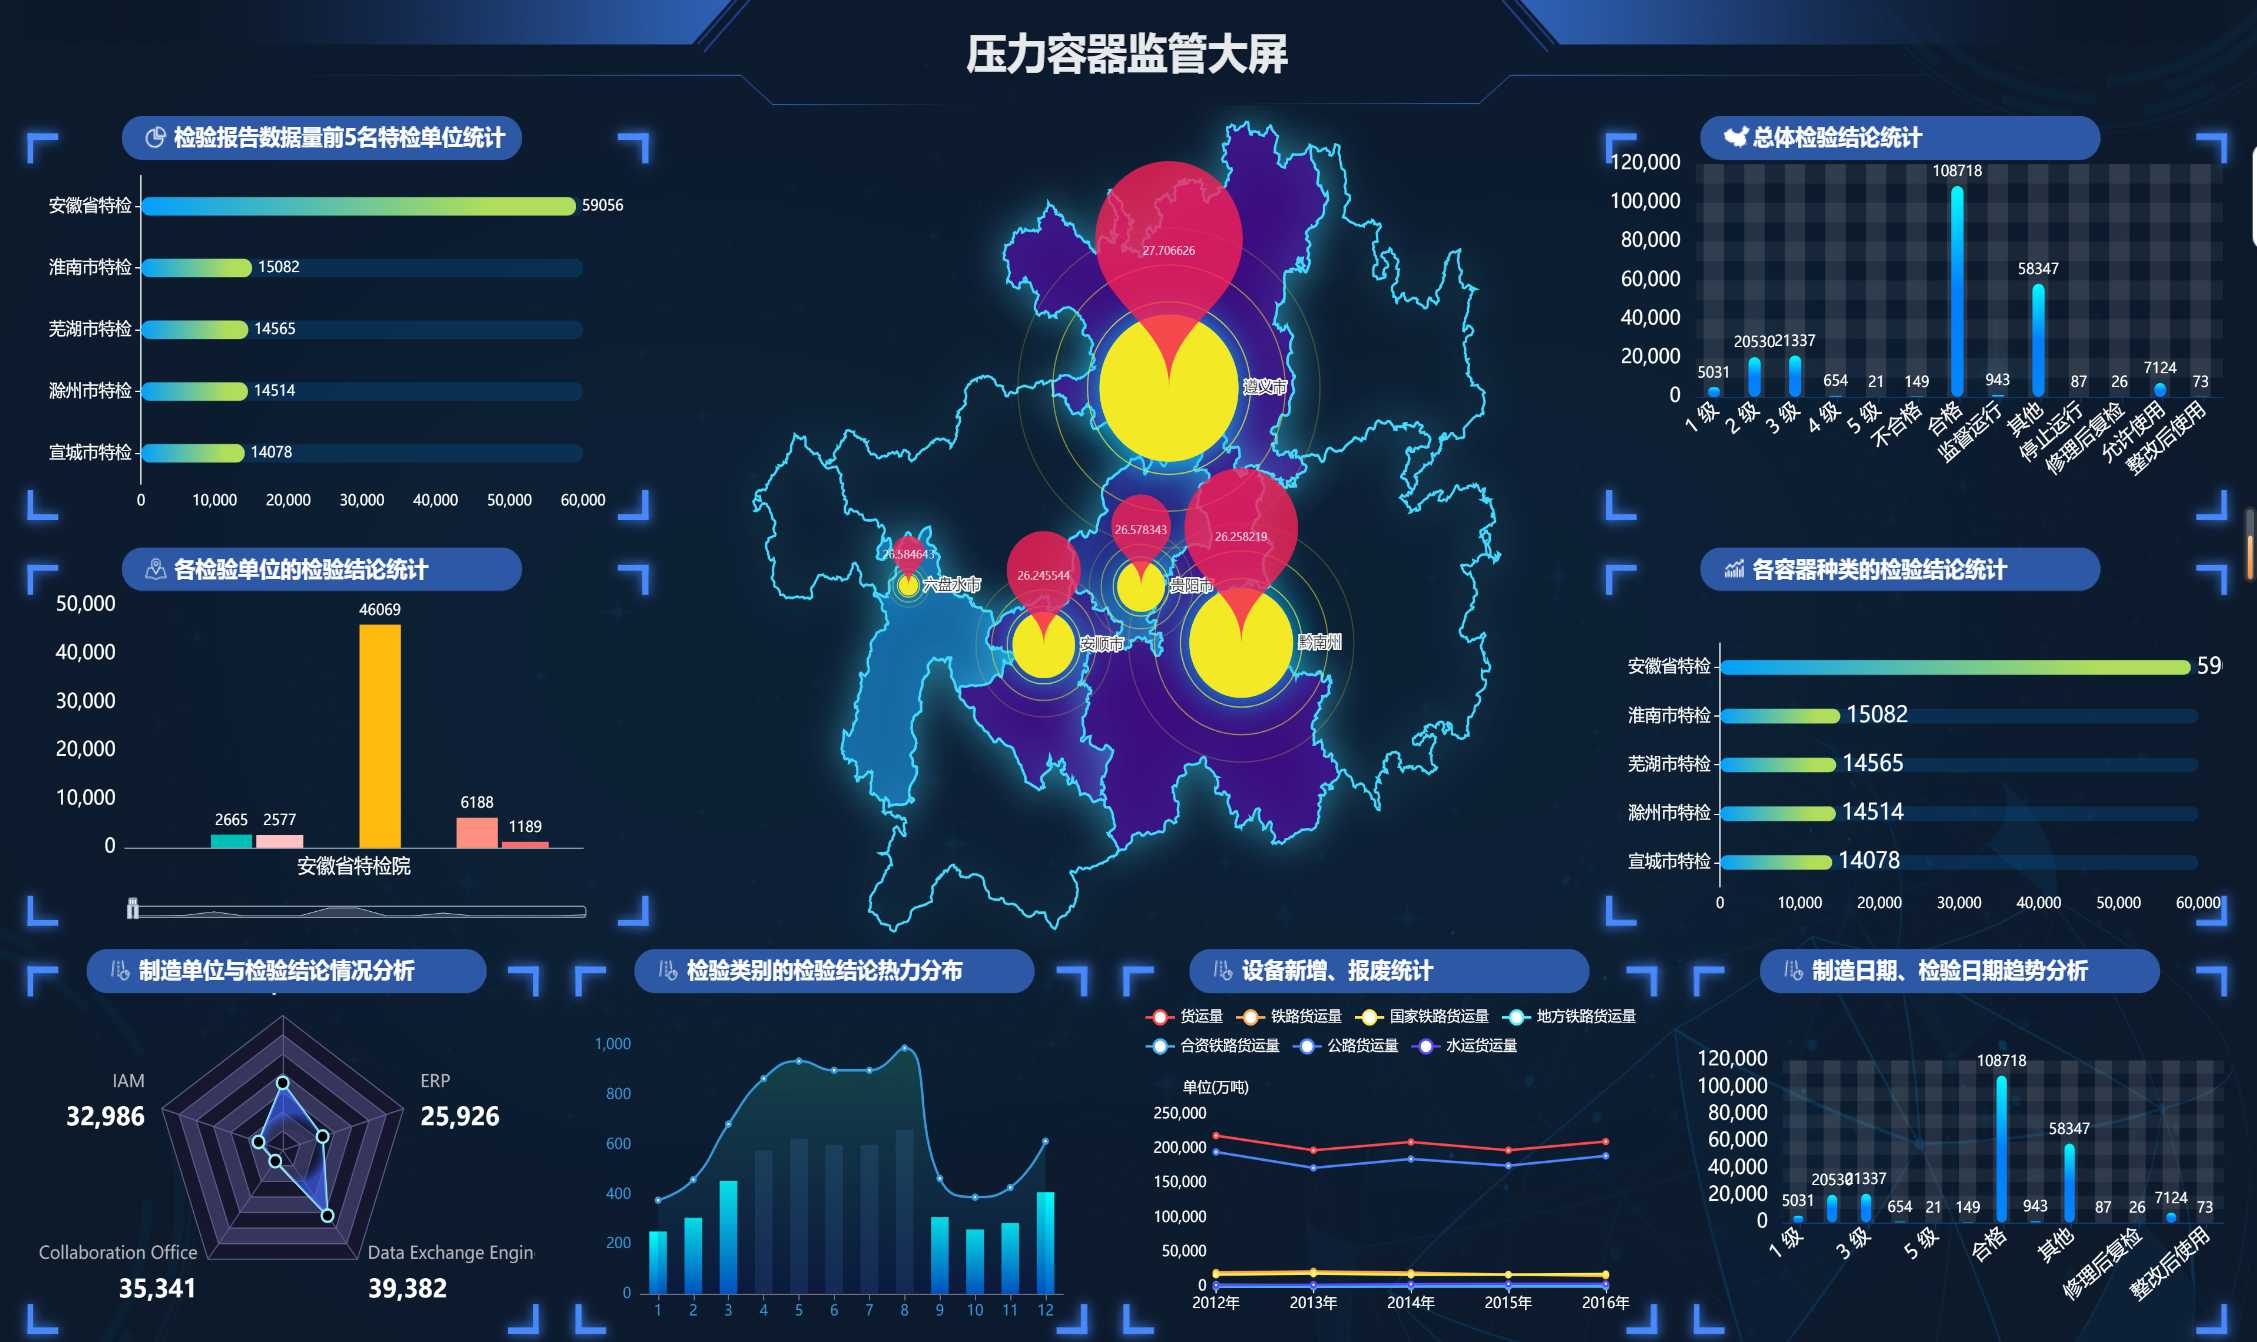 压力容器监管大屏
检验报告数据量前5名特检单位统计
安徽省特检 59056
淮南市特检 15082
芜湖市特检 14565
滁州市特检 14514
宣城市特检 14078
0 10,000 20,000 30,000 40,000 50,000 60,000
各检验单位的检验结论统计
50,000
40,000
30,000
20,000
10,000
0
46069
2665 2577 6188 1189
安徽省特检院
27.706626
遵义市
26.578343
贵阳市
26.258219
黔南州
26.584643
六盘水市
26.245544
安顺市
总体检验结论统计
120,000
100,000
80,000
60,000
40,000
20,000
0
5031 20530 21337 654 21 149 108718 943 58347 87 26 7124 73
1 级 2 级 3 级 4 级 5 级 不合格 合格 监督运行 其他 停止运行 修理后复检 允许使用 整改后使用
各容器种类的检验结论统计
安徽省特检 59
淮南市特检 15082
芜湖市特检 14565
滁州市特检 14514
宣城市特检 14078
0 10,000 20,000 30,000 40,000 50,000 60,000
制造单位与检验结论情况分析
IAM
32,986
ERP
25,926
Collaboration Office
35,341
Data Exchange Engin
39,382
检验类别的检验结论热力分布
1,000
800
600
400
200
0
1 2 3 4 5 6 7 8 9 10 11 12
设备新增、报废统计
货运量 铁路货运量 国家铁路货运量 地方铁路货运量
合资铁路货运量 公路货运量 水运货运量
单位(万吨)
250,000
200,000
150,000
100,000
50,000
0
2012年 2013年 2014年 2015年 2016年
制造日期、检验日期趋势分析
120,000
100,000
80,000
60,000
40,000
20,000
0
5031 20530 21337 654 21 149 108718 943 58347 87 26 7124 73
1 级 3 级 5 级 合格 其他 修理后复检 整改后使用